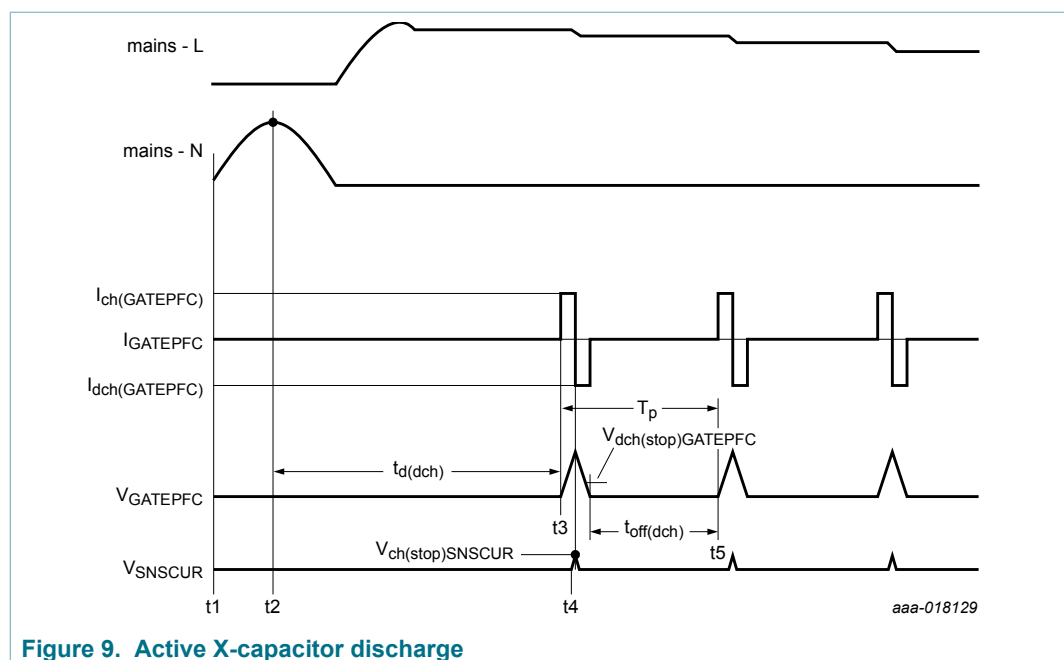 mains - L
mains - N
Ich(GATEPFC)
IGATEPFC
Idch(GATEPFC)
Tp
Vdch(stop)GATEPFC
td(dch)
VGATEPFC
t3
toff(dch)
t5
Vch(stop)SNSCUR
VSNSCUR
t1
t2
t4
aaa-018129
Figure 9. Active X-capacitor discharge